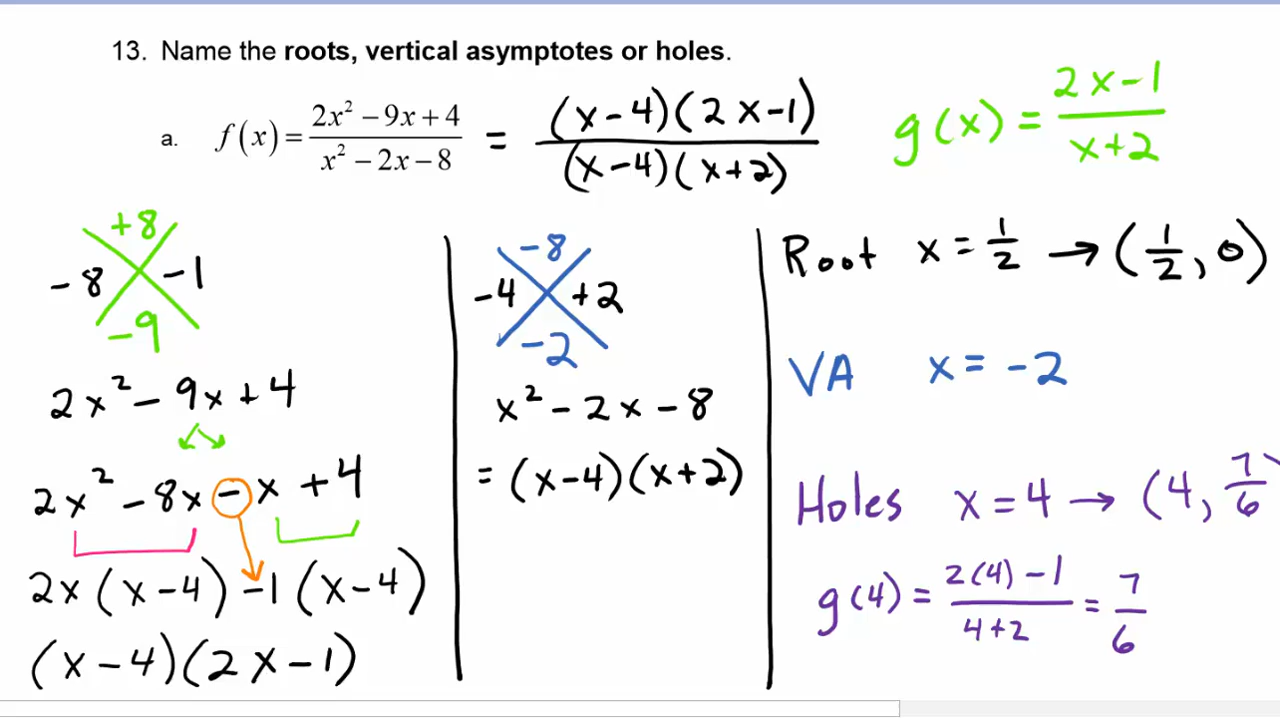 13. Name the roots, vertical asymptotes or holes.
a. f(x) = (2x² − 9x + 4)/(x² − 2x − 8) = ((x−4)(2x−1))/((x−4)(x+2))
g(x) = (2x−1)/(x+2)
+8
−8 −1
−9
2x² − 9x + 4
2x² − 8x − x + 4
2x(x−4) −1(x−4)
(x−4)(2x−1)
−8
−4 +2
−2
x² − 2x − 8
= (x−4)(x+2)
Root x = 1/2 → (1/2, 0)
VA x = −2
Holes x = 4 → (4, 7/6)
g(4) = (2(4)−1)/(4+2) = 7/6